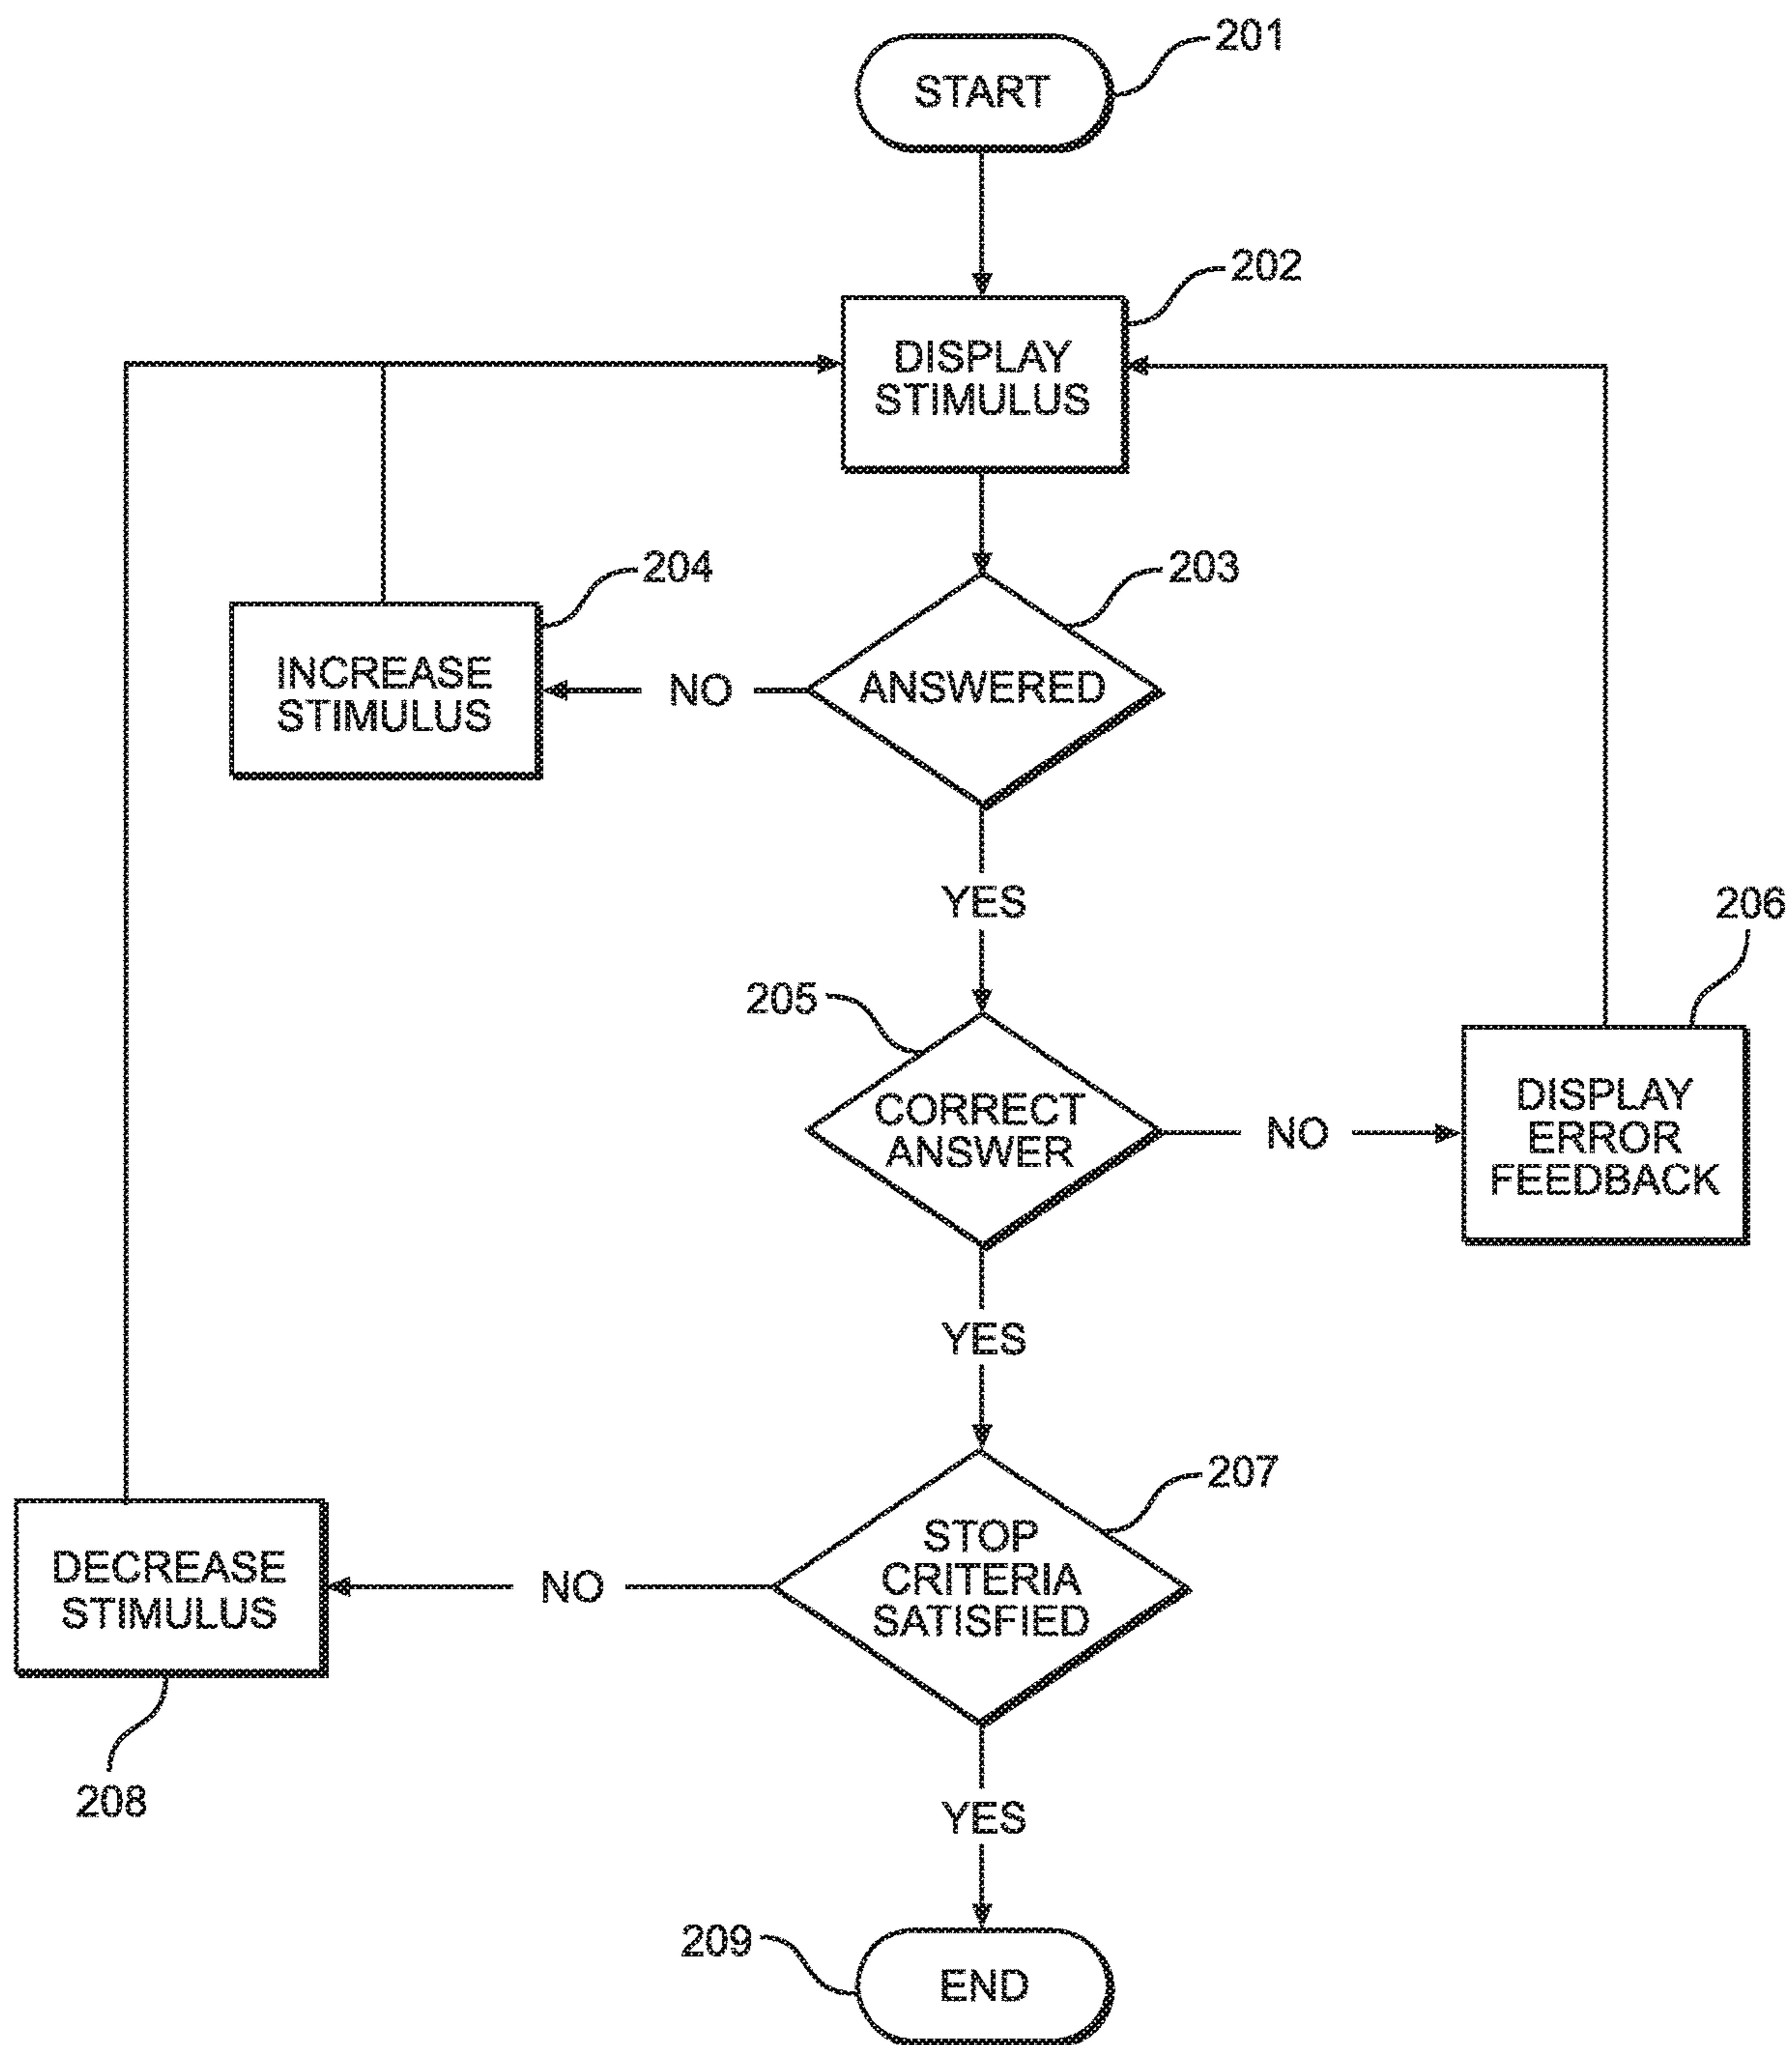 201
START
202
DISPLAY
STIMULUS
204
203
INCREASE
STIMULUS
NO
ANSWERED
YES
206
205
CORRECT
ANSWER
NO
DISPLAY
ERROR
FEEDBACK
YES
207
STOP
CRITERIA
SATISFIED
NO
DECREASE
STIMULUS
208
YES
209
END